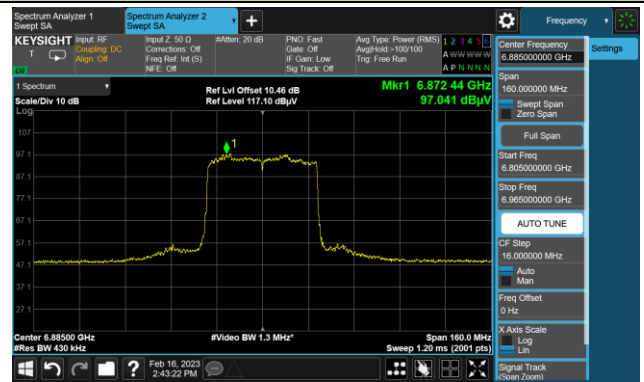 Spectrum Analyzer 1
Swept SA
Spectrum Analyzer 2
Swept SA
Frequency
KEYSIGHT
Input: RF
Coupling: DC
Align: Off
Input Z: 50 Ω
Corrections: Off
Freq Ref: Int (S)
NFE: Off
#Atten: 20 dB
PNO: Fast
Gate: Off
IF Gain: Low
Sig Track: Off
Avg Type: Power (RMS)
Avg|Hold >100/100
Trig: Free Run
1 2 3 4 5 6
A W W W W W
A P N N N N
LW
1 Spectrum
Scale/Div 10 dB
Log
Ref Lvl Offset 10.46 dB
Ref Level 117.10 dBµV
Mkr1 6.872 44 GHz
97.041 dBµV
1
107
97.1
87.1
77.1
67.1
57.1
47.1
37.1
27.1
Center 6.88500 GHz
#Res BW 430 kHz
#Video BW 1.3 MHz*
Span 160.0 MHz
Sweep 1.20 ms (2001 pts)
Feb 16, 2023
2:43:22 PM
Center Frequency
6.885000000 GHz
Settings
Span
160.000000 MHz
Swept Span
Zero Span
Full Span
Start Freq
6.805000000 GHz
Stop Freq
6.965000000 GHz
AUTO TUNE
CF Step
16.000000 MHz
Auto
Man
Freq Offset
0 Hz
X Axis Scale
Log
Lin
Signal Track
(Span Zoom)